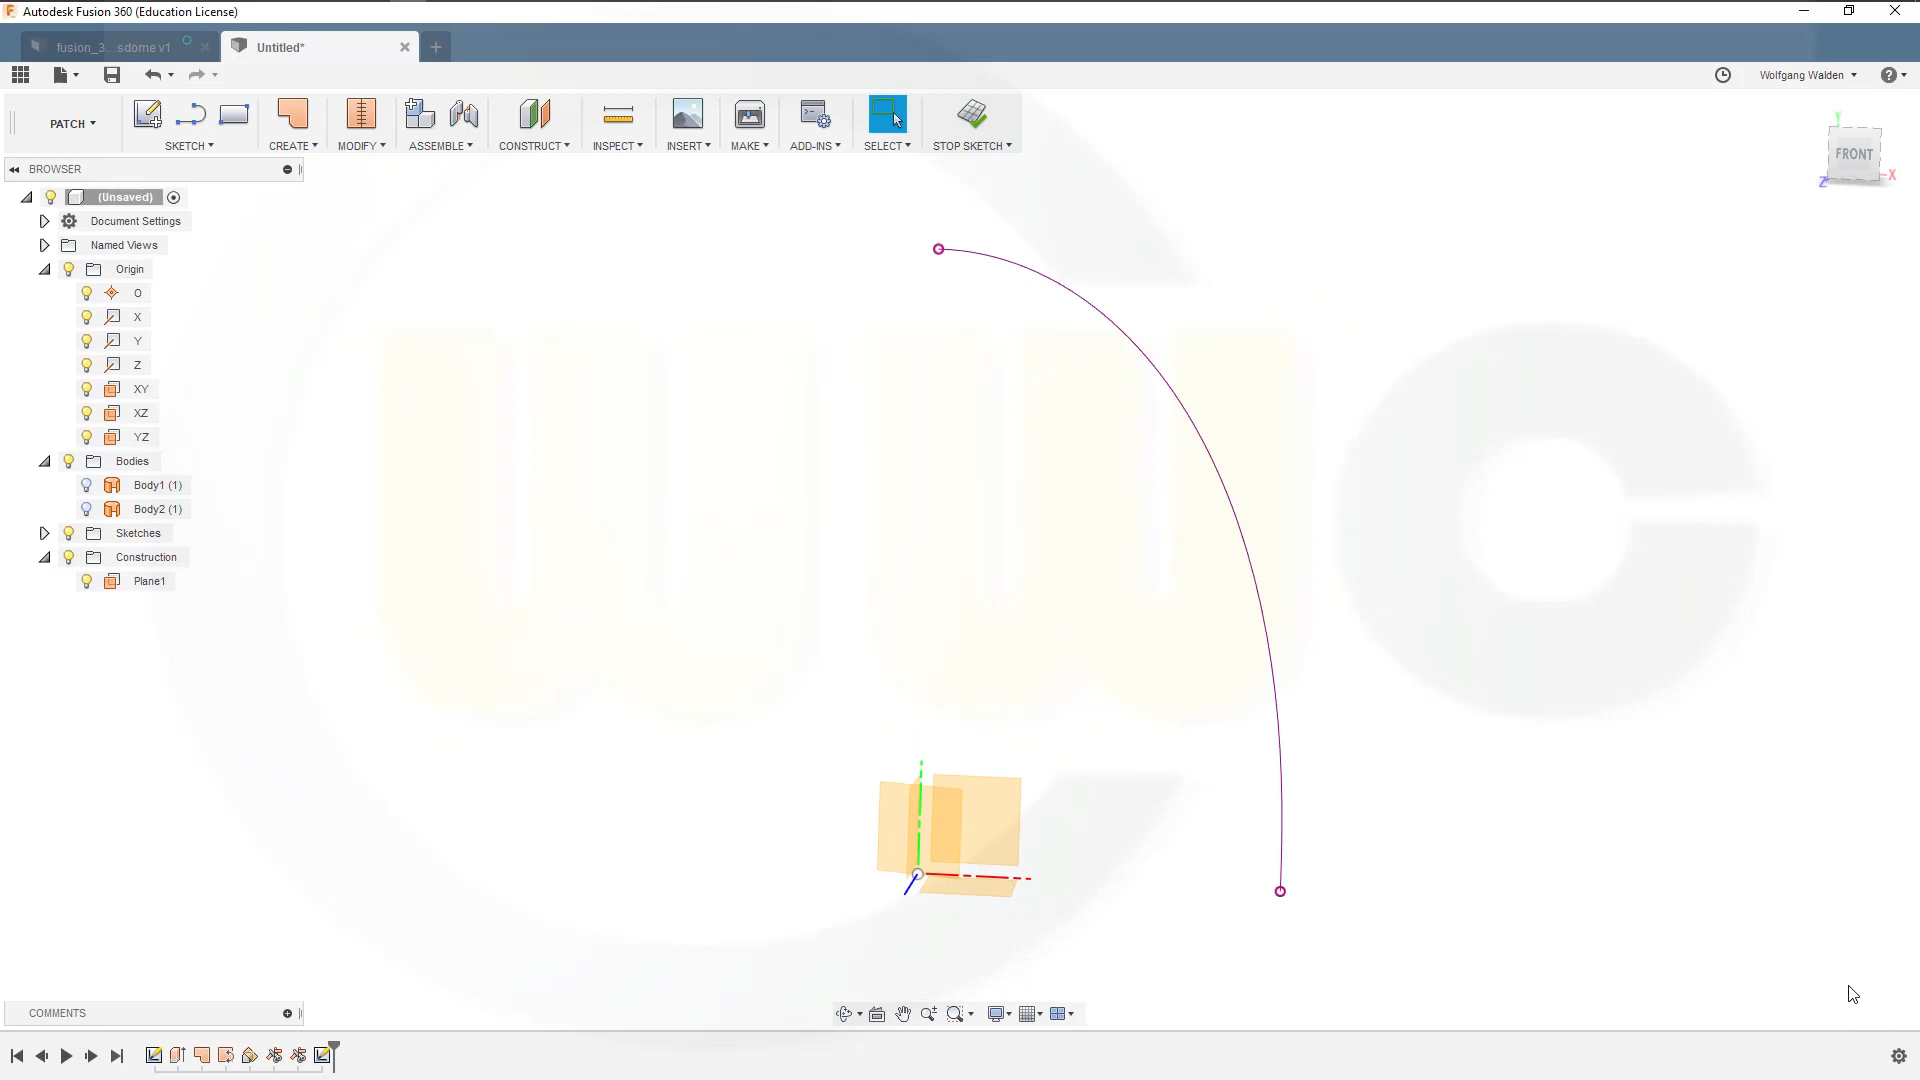 Autodesk Fusion 360 (Education License)
fusion_3...sdome v1
Untitled*
Wolfgang Walden
PATCH
SKETCH
CREATE
MODIFY
ASSEMBLE
CONSTRUCT
INSPECT
INSERT
MAKE
ADD-INS
SELECT
STOP SKETCH
Y
FRONT
X
Z
BROWSER
(Unsaved)
Document Settings
Named Views
Origin
O
X
Y
Z
XY
XZ
YZ
Bodies
Body1 (1)
Body2 (1)
Sketches
Construction
Plane1
wwc
COMMENTS